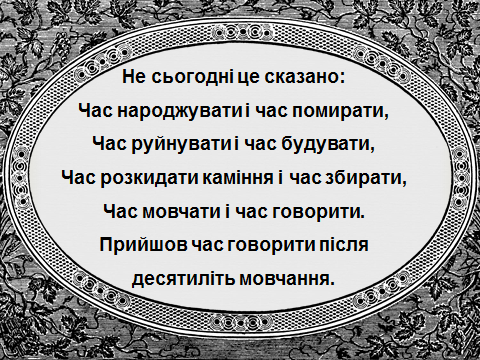 Не сьогодні це сказано:
Час народжувати і час помирати,
Час руйнувати і час будувати,
Час розкидати каміння і час збирати,
Час мовчати і час говорити.
Прийшов час говорити після
десятиліть мовчання.